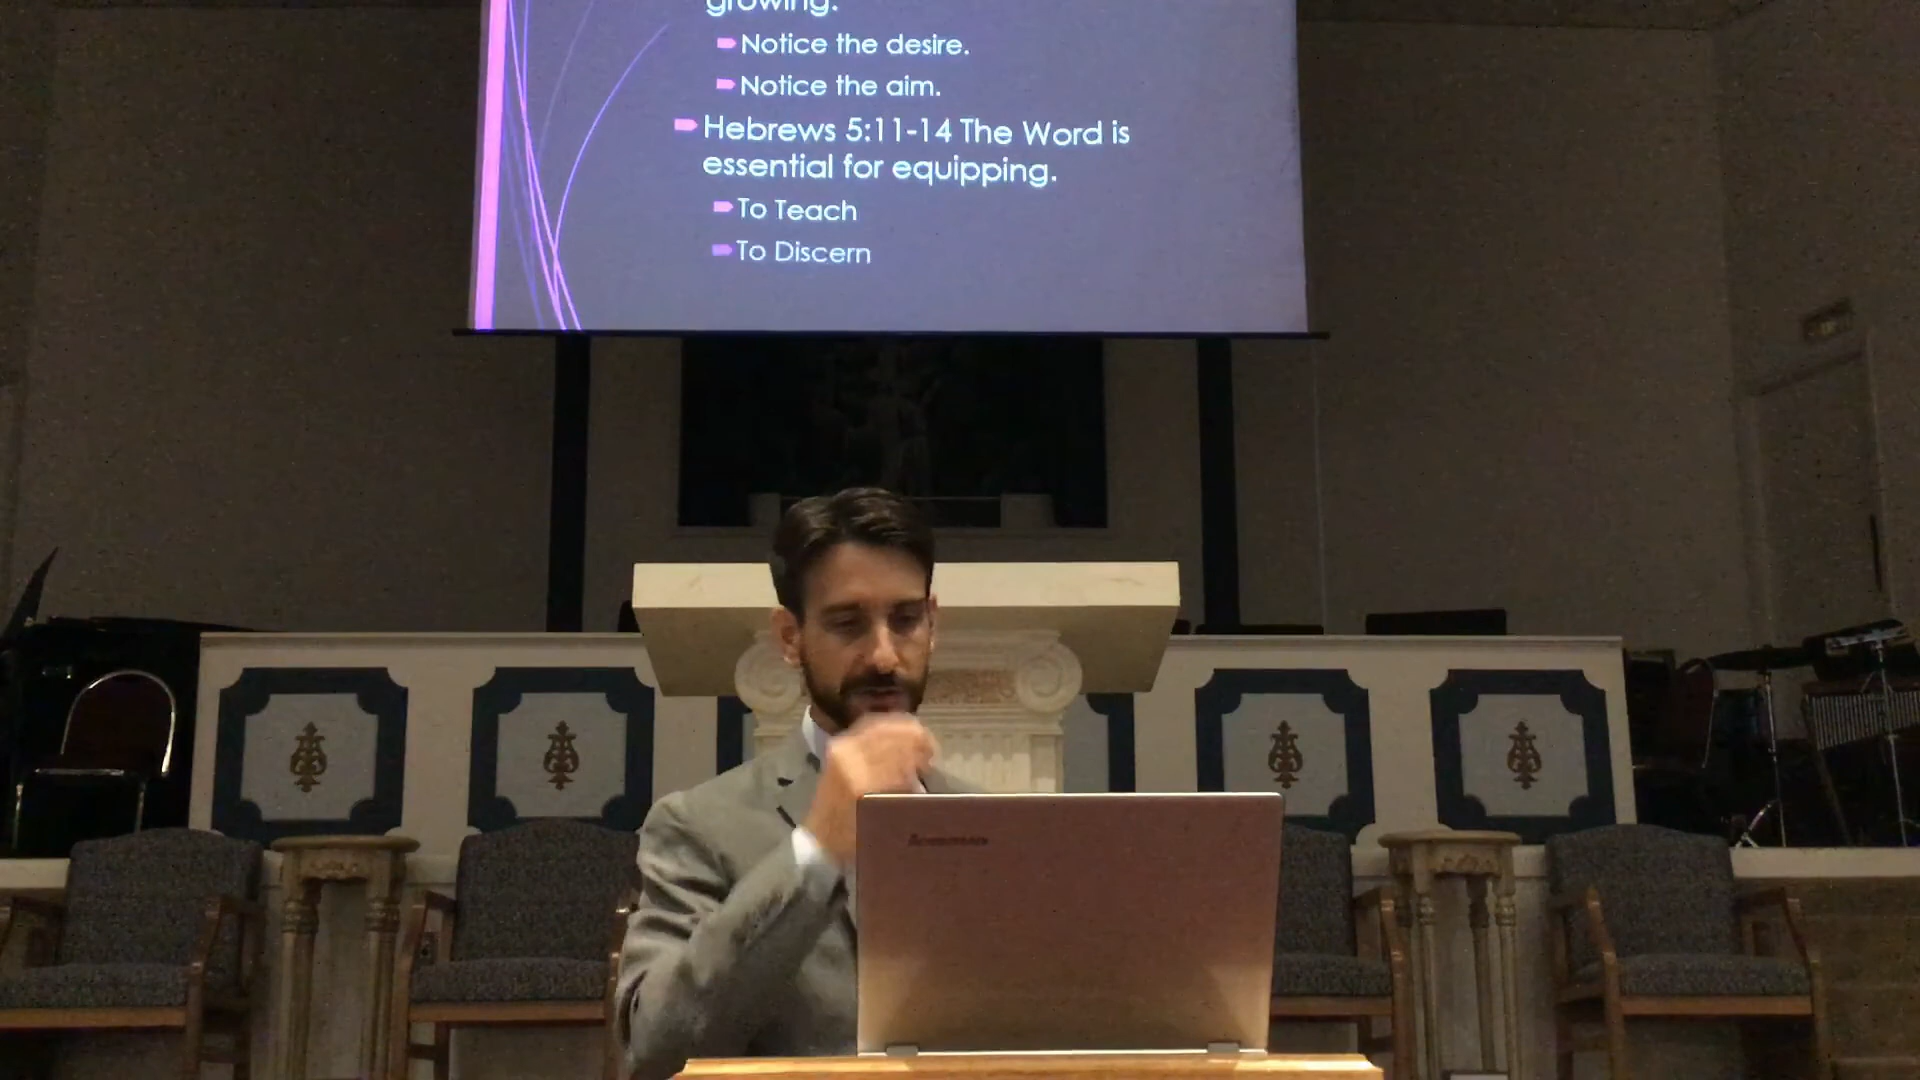 growing.
Notice the desire.
Notice the aim.
Hebrews 5:11-14 The Word is
essential for equipping.
To Teach
To Discern